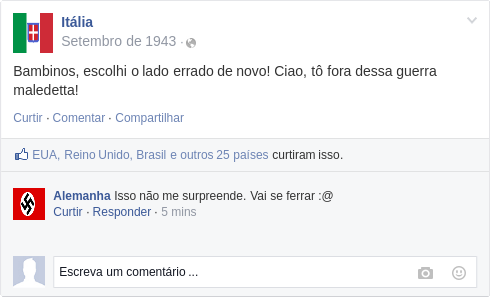 Itália
Setembro de 1943 ·
Bambinos, escolhi o lado errado de novo! Ciao, tô fora dessa guerra
maledetta!
Curtir · Comentar · Compartilhar
EUA, Reino Unido, Brasil e outros 25 países curtiram isso.
Alemanha Isso não me surpreende. Vai se ferrar :@
Curtir · Responder · 5 mins
Escreva um comentário ...